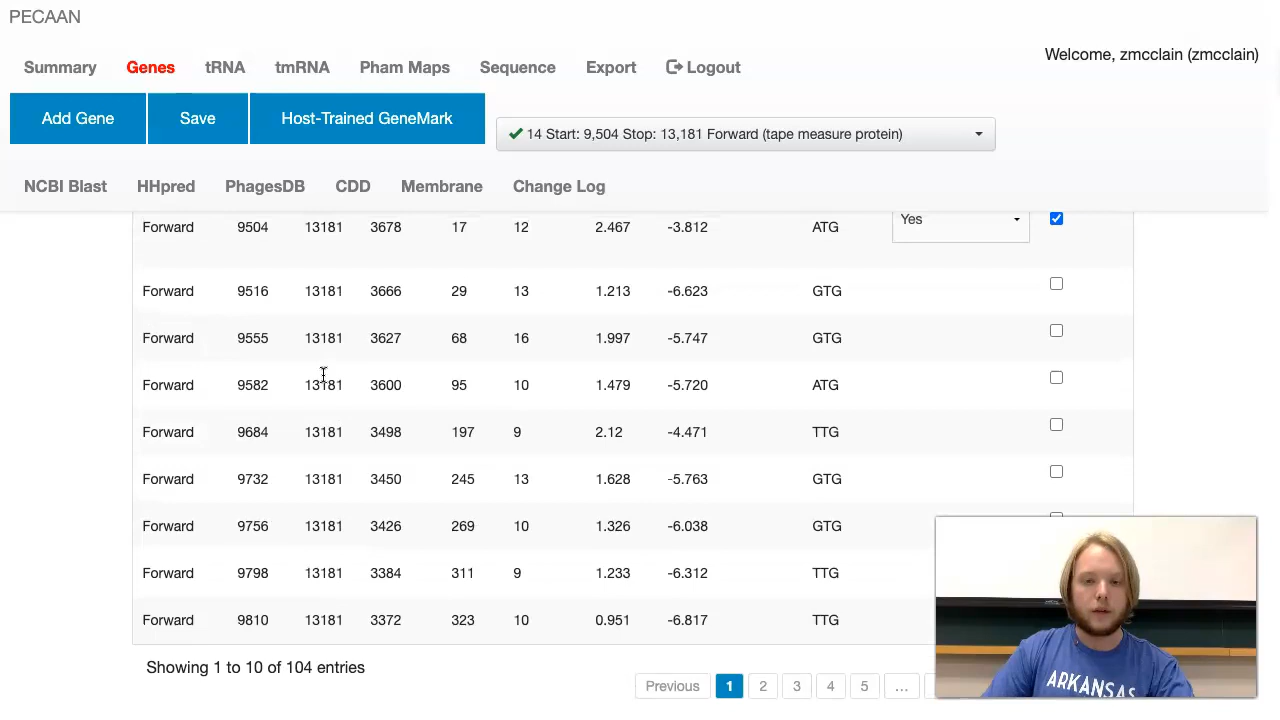 PECAAN
Summary Genes tRNA tmRNA Pham Maps Sequence Export Logout
Welcome, zmcclain (zmcclain)
Add Gene Save Host-Trained GeneMark
14 Start: 9,504 Stop: 13,181 Forward (tape measure protein)
NCBI Blast HHpred PhagesDB CDD Membrane Change Log
Forward 9504 13181 3678 17 12 2.467 -3.812 ATG Yes
Forward 9516 13181 3666 29 13 1.213 -6.623 GTG
Forward 9555 13181 3627 68 16 1.997 -5.747 GTG
Forward 9582 13181 3600 95 10 1.479 -5.720 ATG
Forward 9684 13181 3498 197 9 2.12 -4.471 TTG
Forward 9732 13181 3450 245 13 1.628 -5.763 GTG
Forward 9756 13181 3426 269 10 1.326 -6.038 GTG
Forward 9798 13181 3384 311 9 1.233 -6.312 TTG
Forward 9810 13181 3372 323 10 0.951 -6.817 TTG
Showing 1 to 10 of 104 entries
Previous 1 2 3 4 5 ...
ARKANSAS